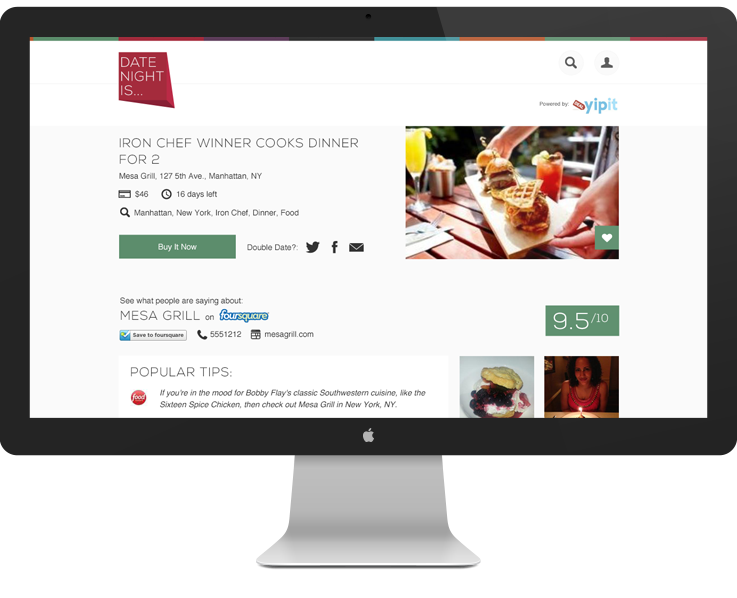 DATE
NIGHT
IS...
Powered by: yipit
IRON CHEF WINNER COOKS DINNER
FOR 2
Mesa Grill, 127 5th Ave., Manhattan, NY
$46 16 days left
Manhattan, New York, Iron Chef, Dinner, Food
Buy It Now Double Date?:
See what people are saying about:
MESA GRILL on foursquare
9.5/10
Save to foursquare 5551212 mesagrill.com
POPULAR TIPS:
food
If you're in the mood for Bobby Flay's classic Southwestern cuisine, like the
Sixteen Spice Chicken, then check out Mesa Grill in New York, NY.